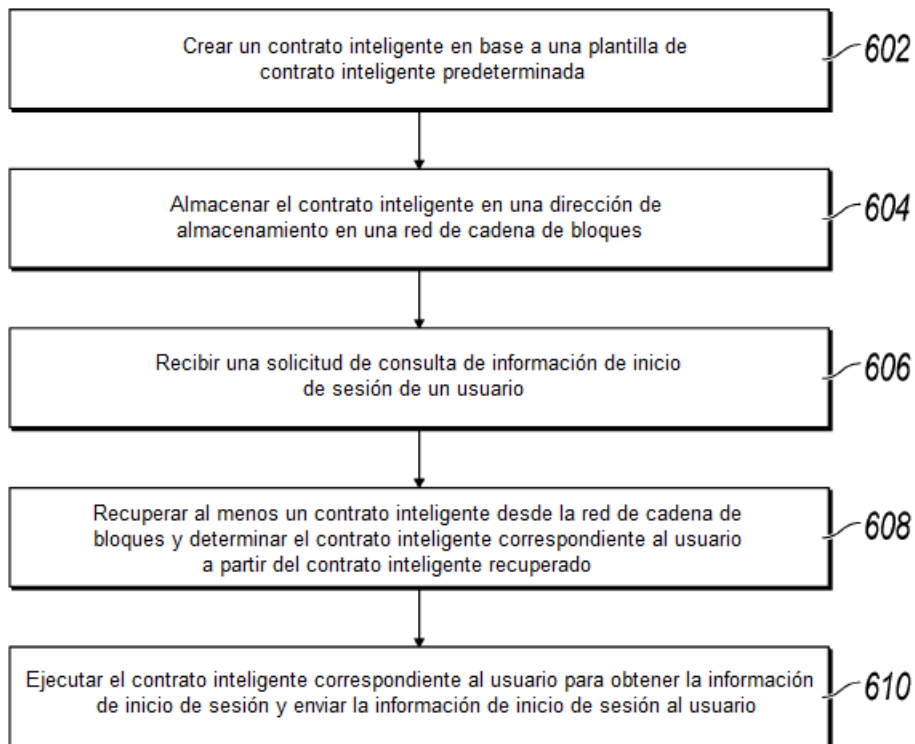 Crear un contrato inteligente en base a una plantilla de
contrato inteligente predeterminada
602
Almacenar el contrato inteligente en una dirección de
almacenamiento en una red de cadena de bloques
604
Recibir una solicitud de consulta de información de inicio
de sesión de un usuario
606
Recuperar al menos un contrato inteligente desde la red de cadena de
bloques y determinar el contrato inteligente correspondiente al usuario
a partir del contrato inteligente recuperado
608
Ejecutar el contrato inteligente correspondiente al usuario para obtener la información
de inicio de sesión y enviar la información de inicio de sesión al usuario
610